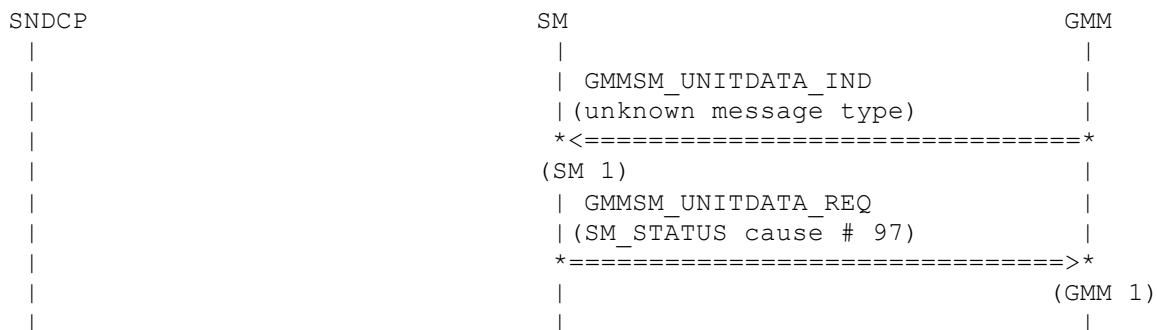 SNDCP SM GMM
| | |
| | GMMSM_UNITDATA_IND |
| |(unknown message type) |
| *<===============================*
| (SM 1) |
| | GMMSM_UNITDATA_REQ |
| |(SM_STATUS cause # 97) |
| *===============================>*
| | (GMM 1)
| | |